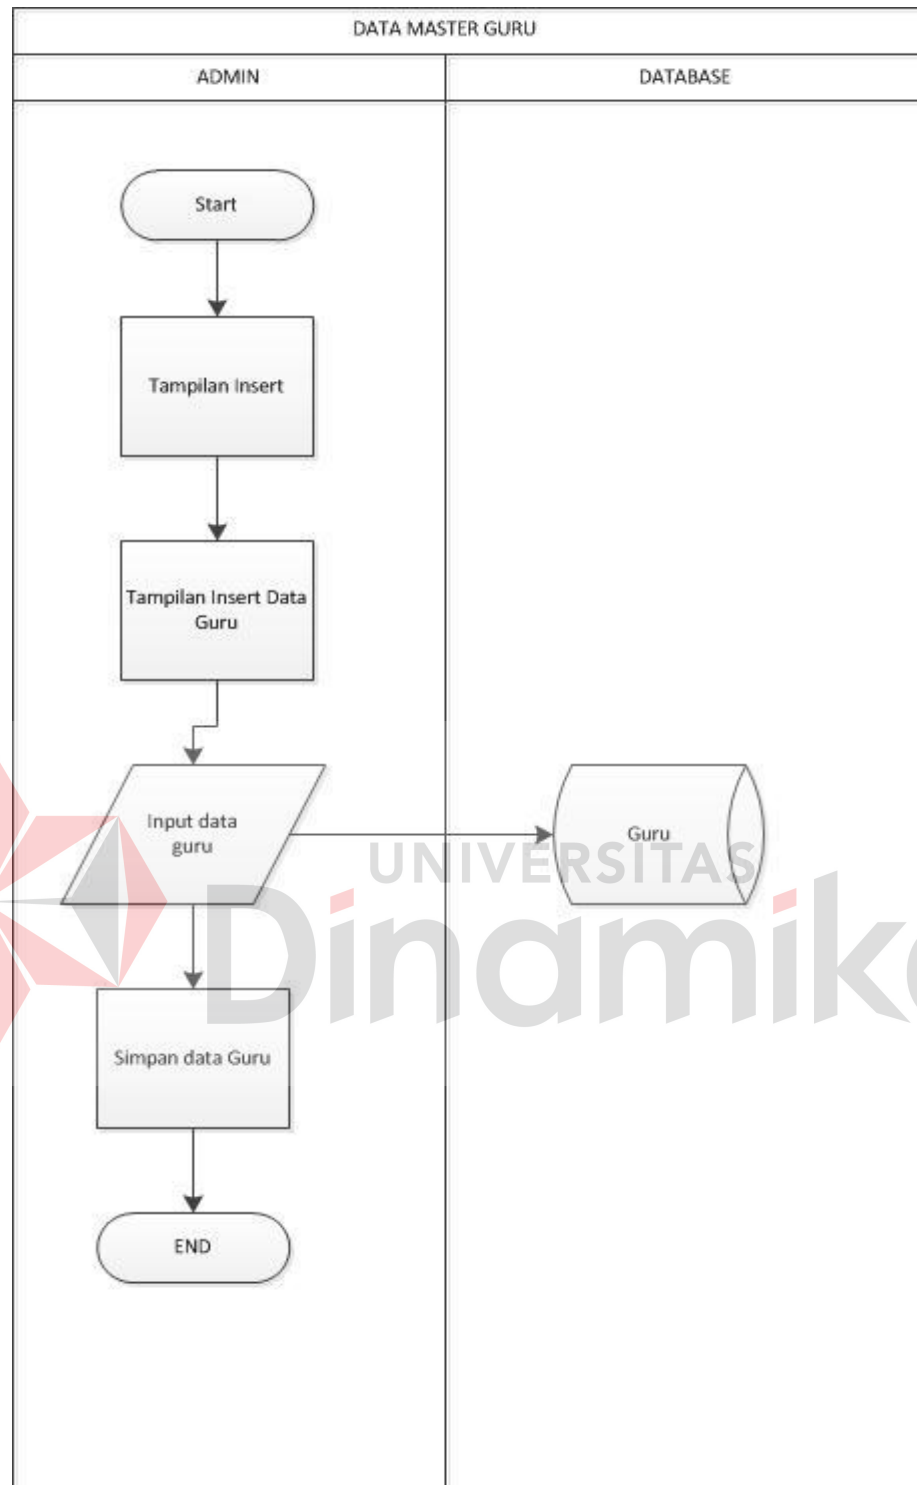 DATA MASTER GURU
ADMIN
DATABASE
Start
Tampilan Insert
Tampilan Insert Data
Guru
Input data
guru
Guru
UNIVERSITAS
Dinamika
Simpan data Guru
END